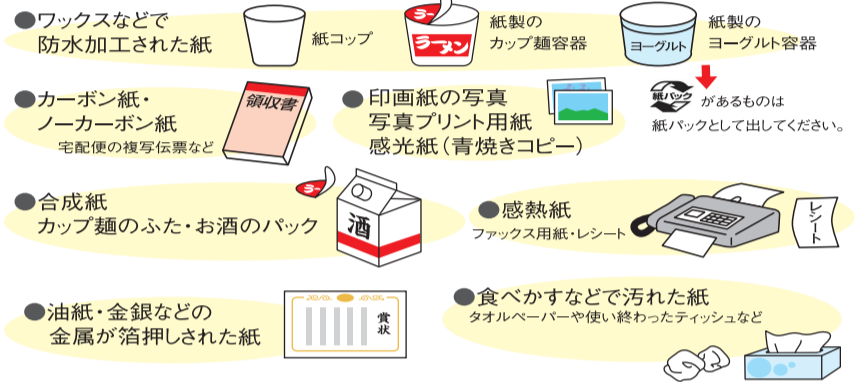 ●ワックスなどで
防水加工された紙
紙コップ
ラー
ラーメン
紙製の
カップ麺容器
ヨーグルト
紙製の
ヨーグルト容器
紙パック があるものは
紙パックとして出してください。
●カーボン紙・
ノーカーボン紙
宅配便の複写伝票など
領収書
●印画紙の写真
写真プリント用紙
感光紙(青焼きコピー)
●合成紙
カップ麺のふた・お酒のパック
ラー
酒
●感熱紙
ファックス用紙・レシート
レシート
●油紙・金銀などの
金属が箔押しされた紙
賞状
●食べかすなどで汚れた紙
タオルペーパーや使い終わったティッシュなど